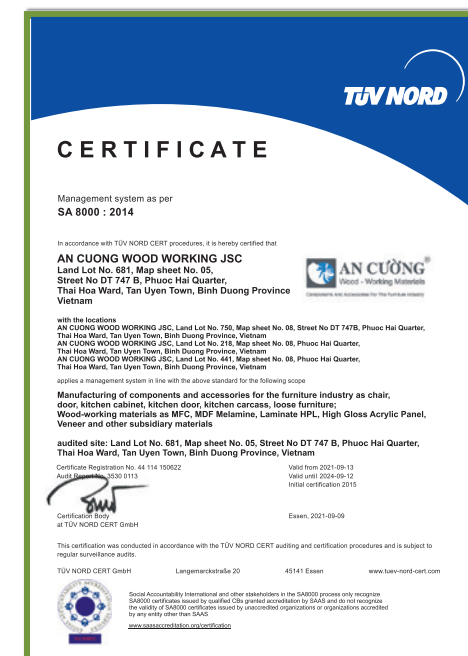 TÜV NORD
CERTIFICATE
Management system as per
SA 8000 : 2014
In accordance with TÜV NORD CERT procedures, it is hereby certified that
AN CUONG WOOD WORKING JSC
Land Lot No. 681, Map sheet No. 05,
Street No DT 747 B, Phuoc Hai Quarter,
Thai Hoa Ward, Tan Uyen Town, Binh Duong Province
Vietnam
AN CƯỜNG®
Wood - Working Materials
Components And Accessories For The Furniture Industry
with the locations
AN CUONG WOOD WORKING JSC, Land Lot No. 750, Map sheet No. 08, Street No DT 747B, Phuoc Hai Quarter,
Thai Hoa Ward, Tan Uyen Town, Binh Duong Province, Vietnam
AN CUONG WOOD WORKING JSC, Land Lot No. 218, Map sheet No. 08, Phuoc Hai Quarter,
Thai Hoa Ward, Tan Uyen Town, Binh Duong Province, Vietnam
AN CUONG WOOD WORKING JSC, Land Lot No. 441, Map sheet No. 08, Phuoc Hai Quarter,
Thai Hoa Ward, Tan Uyen Town, Binh Duong Province, Vietnam
applies a management system in line with the above standard for the following scope
Manufacturing of components and accessories for the furniture industry as chair,
door, kitchen cabinet, kitchen door, kitchen carcass, loose furniture;
Wood-working materials as MFC, MDF Melamine, Laminate HPL, High Gloss Acrylic Panel,
Veneer and other subsidiary materials
audited site: Land Lot No. 681, Map sheet No. 05, Street No DT 747 B, Phuoc Hai Quarter,
Thai Hoa Ward, Tan Uyen Town, Binh Duong Province, Vietnam
Certificate Registration No. 44 114 150622
Audit Report No. 3530 0113
Valid from 2021-09-13
Valid until 2024-09-12
Initial certification 2015
Certification Body
at TÜV NORD CERT GmbH
Essen, 2021-09-09
This certification was conducted in accordance with the TÜV NORD CERT auditing and certification procedures and is subject to
regular surveillance audits.
TÜV NORD CERT GmbH Langemarckstraße 20 45141 Essen www.tuev-nord-cert.com
Social Accountability International and other stakeholders in the SA8000 process only recognize
SA8000 certificates issued by qualified CBs granted accreditation by SAAS and do not recognize
the validity of SA8000 certificates issued by unaccredited organizations or organizations accredited
by any entity other than SAAS
www.saasaccreditation.org/certification